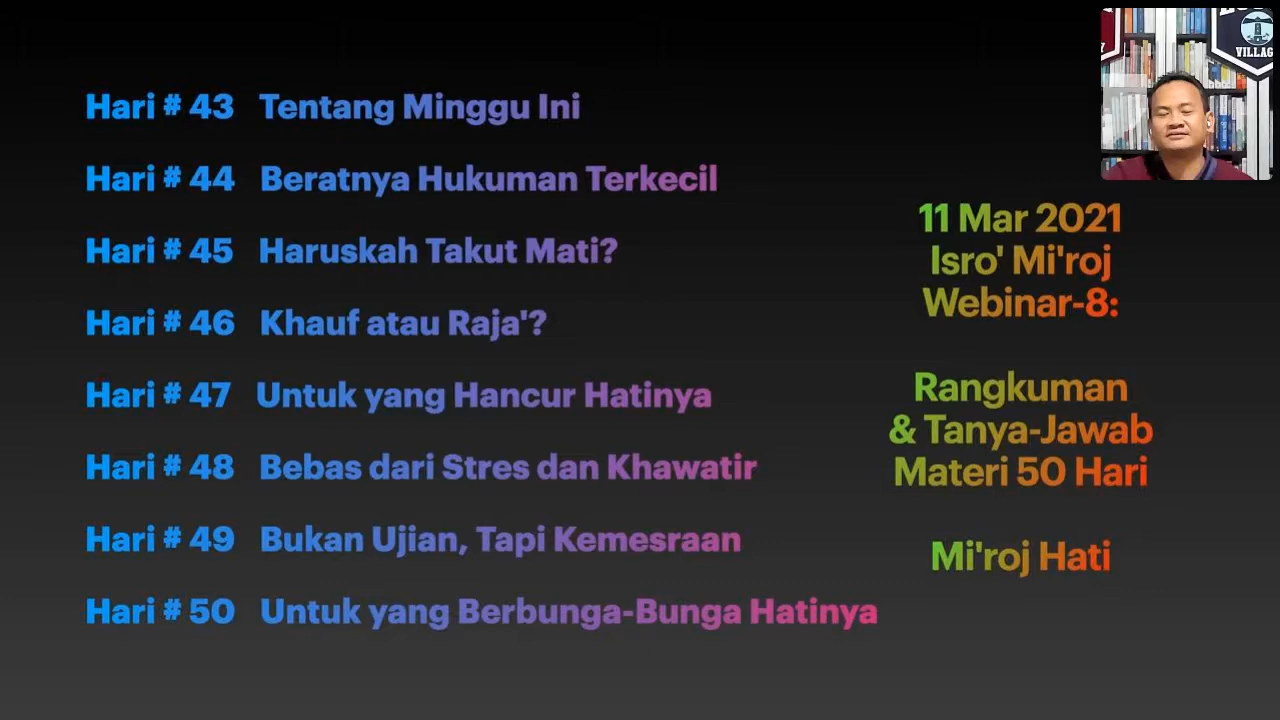 Hari # 43 Tentang Minggu Ini
Hari # 44 Beratnya Hukuman Terkecil
Hari # 45 Haruskah Takut Mati?
Hari # 46 Khauf atau Raja'?
Hari # 47 Untuk yang Hancur Hatinya
Hari # 48 Bebas dari Stres dan Khawatir
Hari # 49 Bukan Ujian, Tapi Kemesraan
Hari # 50 Untuk yang Berbunga-Bunga Hatinya
11 Mar 2021
Isro' Mi'roj
Webinar-8:
Rangkuman
& Tanya-Jawab
Materi 50 Hari
Mi'roj Hati